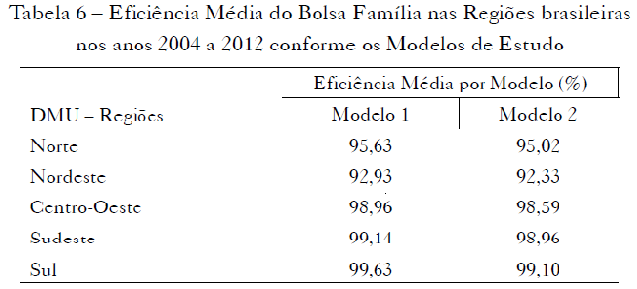 Tabela 6 – Eficiência Média do Bolsa Família nas Regiões brasileiras
nos anos 2004 a 2012 conforme os Modelos de Estudo
Eficiência Média por Modelo (%)
DMU – Regiões Modelo 1 Modelo 2
Norte 95,63 95,02
Nordeste 92,93 92,33
Centro-Oeste 98,96 98,59
Sudeste 99,14 98,96
Sul 99,63 99,10